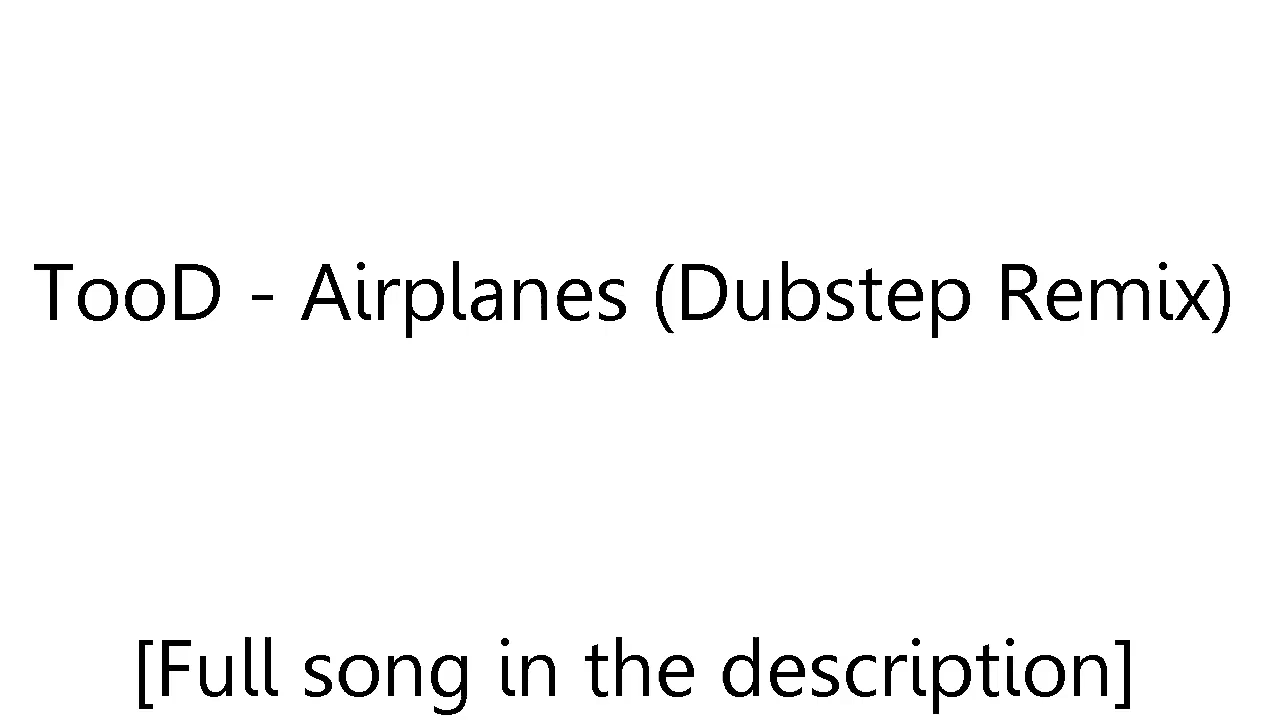 TooD - Airplanes (Dubstep Remix)
[Full song in the description]